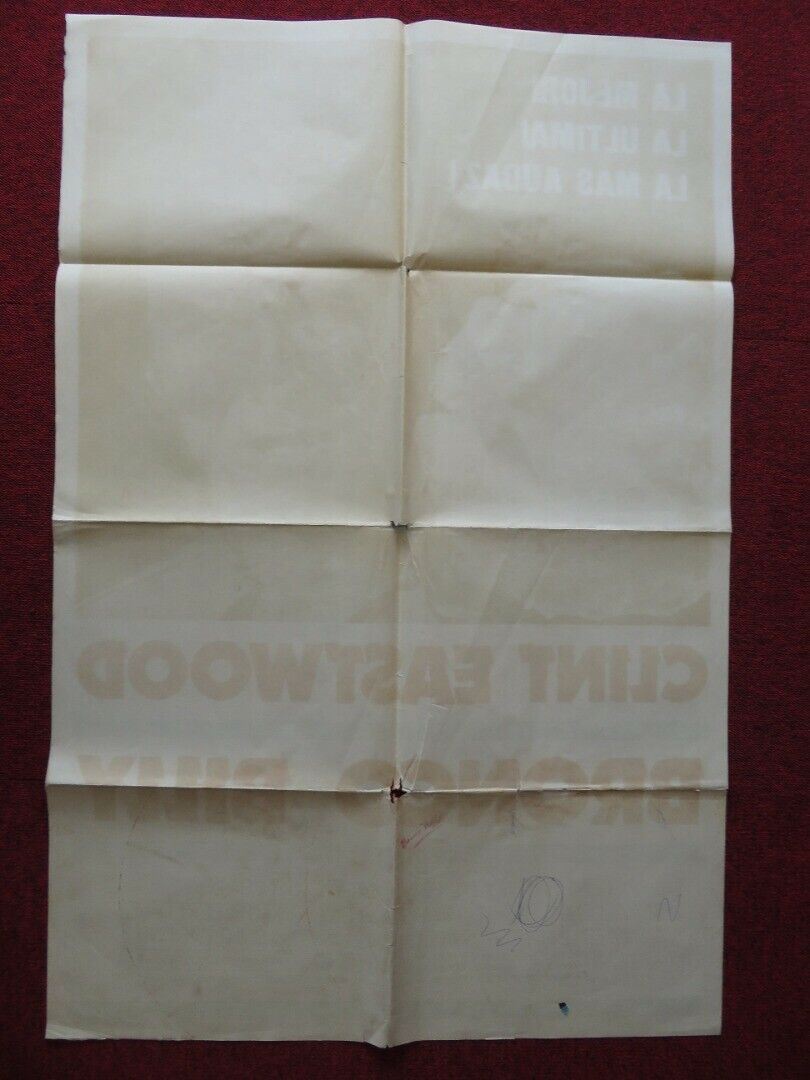 LA MEJOR!
LA ULTIMA!
LA MAS AUDAZ!
CLINT EASTWOOD
BRONCO BILLY